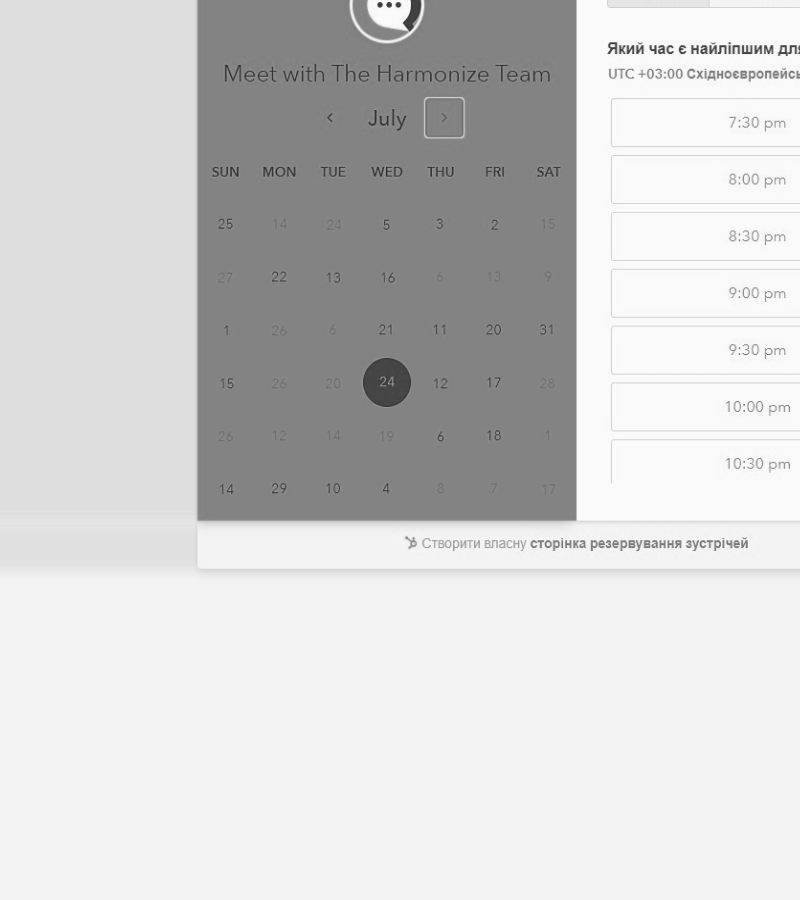 Meet with The Harmonize Team
July
SUN MON TUE WED THU FRI SAT
25 14 24 5 3 2 15
27 22 13 16 6 13 9
1 26 6 21 11 20 31
15 26 20 24 12 17 28
26 12 14 19 6 18 1
14 29 10 4 8 7 17
Який час є найліпшим
UTC +03:00
7:30 pm
8:00 pm
8:30 pm
9:00 pm
9:30 pm
10:00 pm
10:30 pm
Створити власну сторінка резервування зустрічей